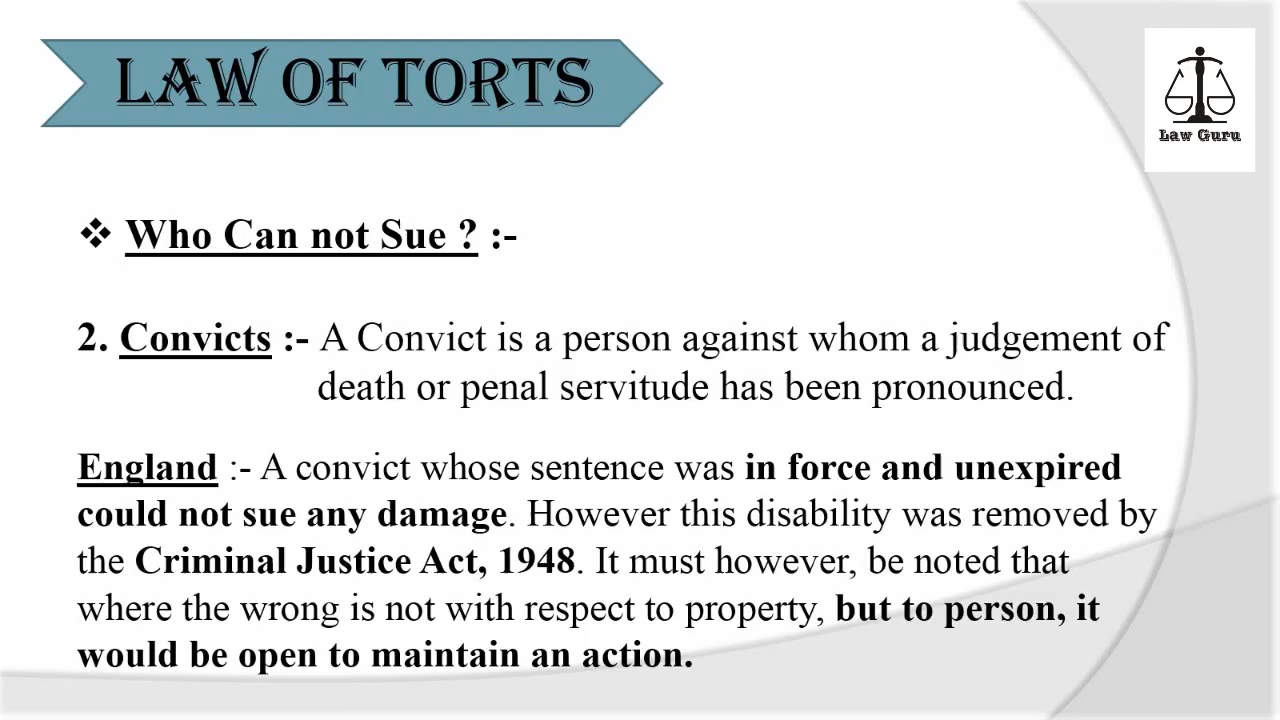 LAW OF TORTS
Law Guru
❖ Who Can not Sue ? :-
2. Convicts :- A Convict is a person against whom a judgement of
death or penal servitude has been pronounced.
England :- A convict whose sentence was in force and unexpired
could not sue any damage. However this disability was removed by
the Criminal Justice Act, 1948. It must however, be noted that
where the wrong is not with respect to property, but to person, it
would be open to maintain an action.